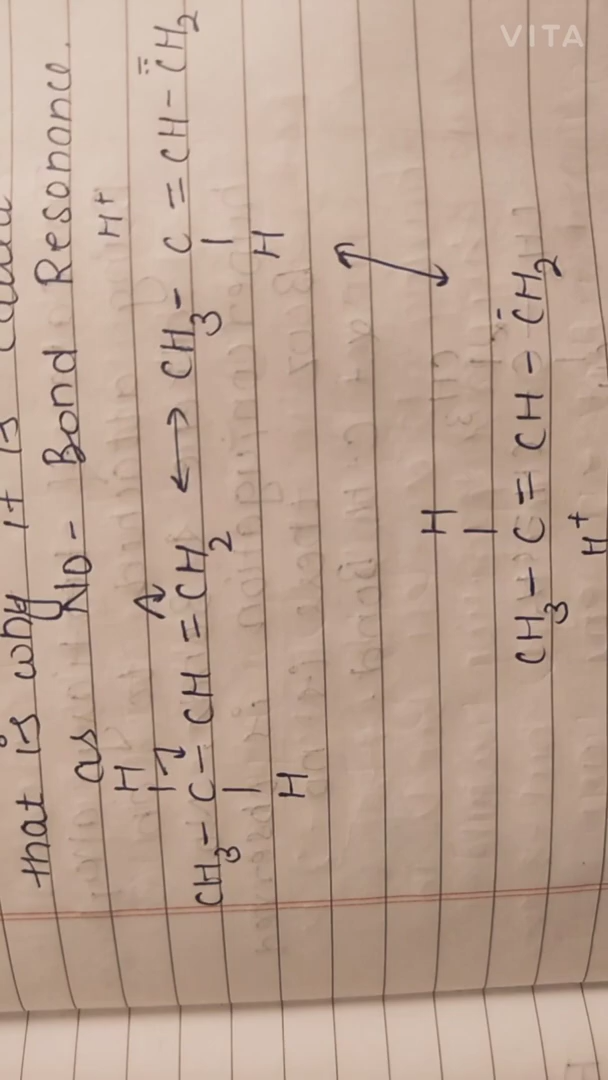 that is why it is called
as No-Bond Resonance.
H H+
CH3-C-CH=CH2 ↔ CH3-C=CH-C̈H2
H H
H
CH3-C=CH-C̈H2
H+
VITA